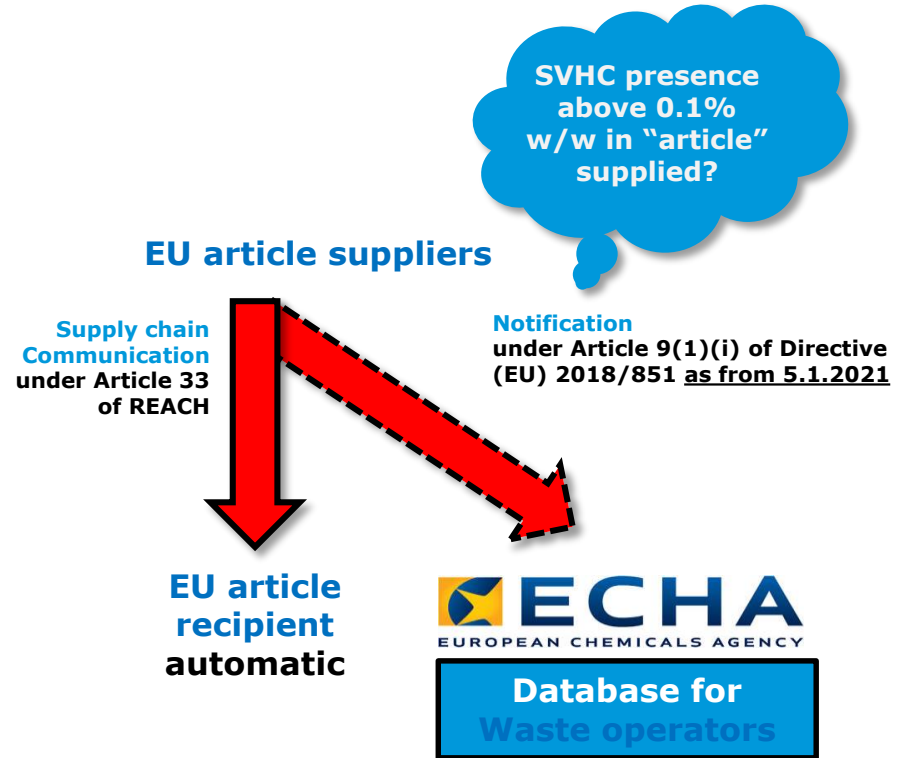 SVHC presence
above 0.1%
w/w in “article”
supplied?
EU article suppliers
Supply chain
Communication
under Article 33
of REACH
Notification
under Article 9(1)(i) of Directive
(EU) 2018/851 as from 5.1.2021
EU article
recipient
automatic
ECHA
EUROPEAN CHEMICALS AGENCY
Database for
Waste operators